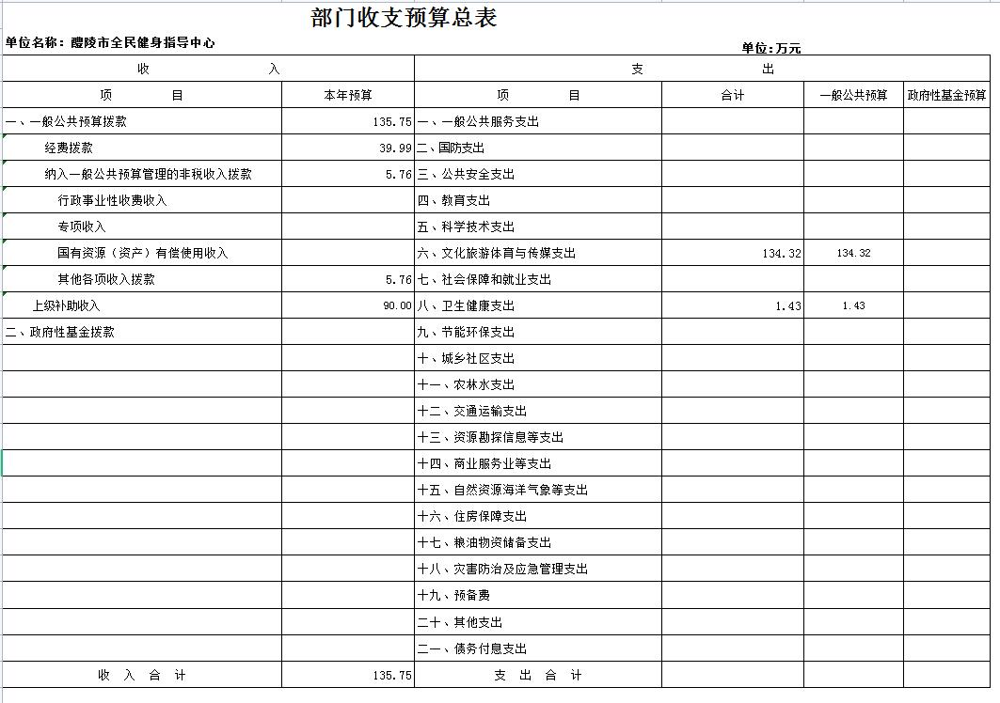 部门收支预算总表
单位名称：醴陵市全民健身指导中心 单位:万元
收 入 支 出
项 目 本年预算 项 目 合计 一般公共预算 政府性基金预算
一、一般公共预算拨款 135.75 一、一般公共服务支出
经费拨款 39.99 二、国防支出
纳入一般公共预算管理的非税收入拨款 5.76 三、公共安全支出
行政事业性收费收入 四、教育支出
专项收入 五、科学技术支出
国有资源（资产）有偿使用收入 六、文化旅游体育与传媒支出 134.32 134.32
其他各项收入拨款 5.76 七、社会保障和就业支出
上级补助收入 90.00 八、卫生健康支出 1.43 1.43
二、政府性基金拨款 九、节能环保支出
十、城乡社区支出
十一、农林水支出
十二、交通运输支出
十三、资源勘探信息等支出
十四、商业服务业等支出
十五、自然资源海洋气象等支出
十六、住房保障支出
十七、粮油物资储备支出
十八、灾害防治及应急管理支出
十九、预备费
二十、其他支出
二一、债务付息支出
收 入 合 计 135.75 支 出 合 计